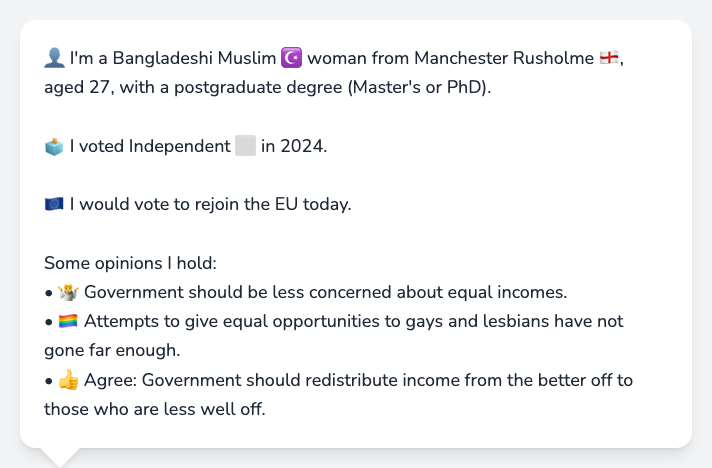 👤 I'm a Bangladeshi Muslim ☪️ woman from Manchester Rusholme 🏴󠁧󠁢󠁥󠁮󠁧󠁿,
aged 27, with a postgraduate degree (Master's or PhD).
🗳️ I voted Independent ⬜ in 2024.
🇪🇺 I would vote to rejoin the EU today.
Some opinions I hold:
• 🤷 Government should be less concerned about equal incomes.
• 🏳️‍🌈 Attempts to give equal opportunities to gays and lesbians have not
gone far enough.
• 👍 Agree: Government should redistribute income from the better off to
those who are less well off.